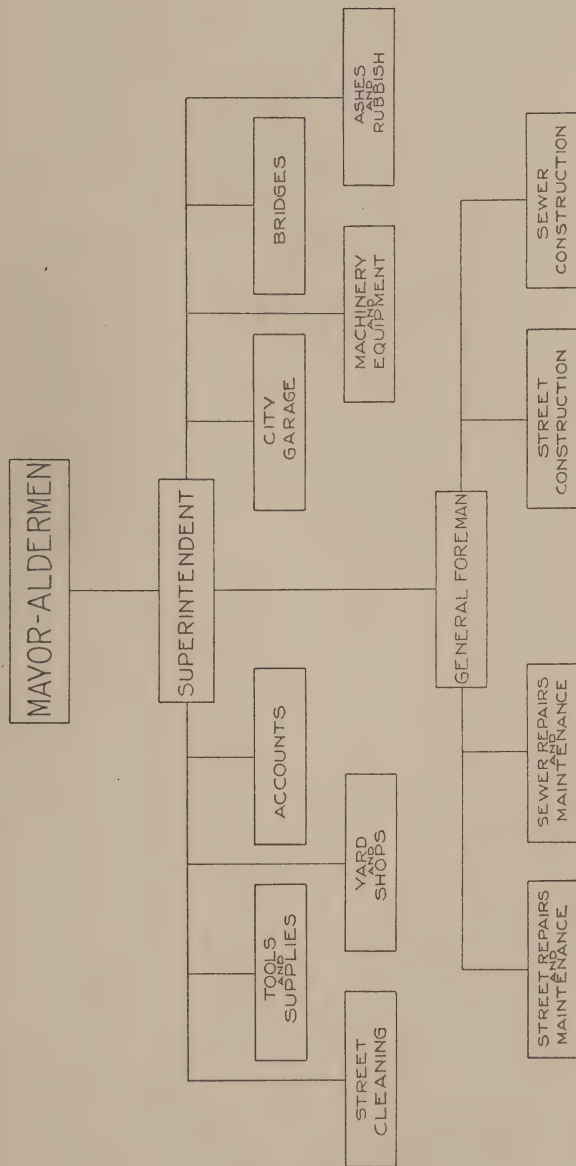 MAYOR-ALDERMEN
SUPERINTENDENT
STREET
CLEANING
TOOLS
AND
SUPPLIES
YARD
AND
SHOPS
ACCOUNTS
CITY
GARAGE
MACHINERY
AND
EQUIPMENT
BRIDGES
ASHES
AND
RUBBISH
GENERAL FOREMAN
STREET REPAIRS
AND
MAINTENANCE
SEWER REPAIRS
AND
MAINTENANCE
STREET
CONSTRUCTION
SEWER
CONSTRUCTION